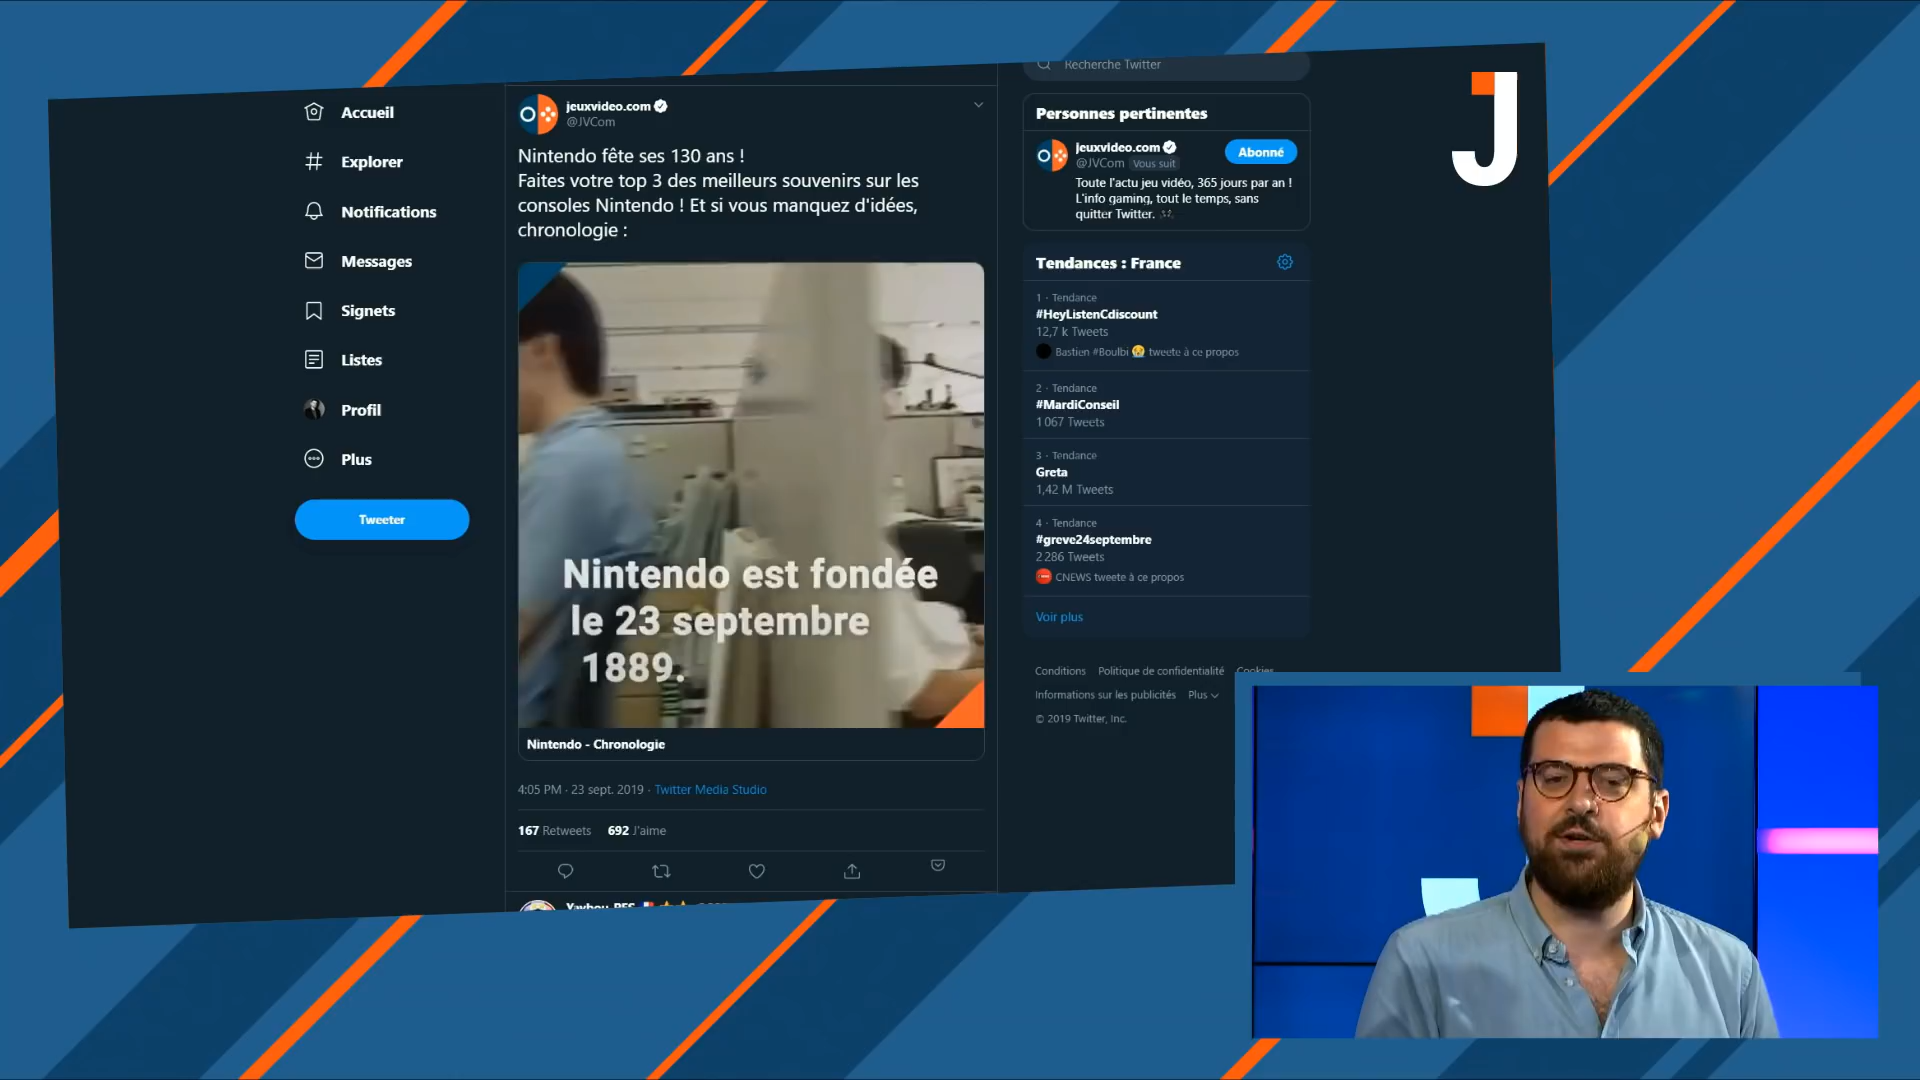 Accueil
Explorer
Notifications
Messages
Signets
Listes
Profil
Plus
Tweeter
jeuxvideo.com
@JVCom
Nintendo fête ses 130 ans !
Faites votre top 3 des meilleurs souvenirs sur les
consoles Nintendo ! Et si vous manquez d'idées,
chronologie :
Nintendo est fondée
le 23 septembre
1889.
Nintendo - Chronologie
4:05 PM · 23 sept. 2019 · Twitter Media Studio
167 Retweets 692 J'aime
Recherche Twitter
Personnes pertinentes
jeuxvideo.com
@JVCom Vous suit
Abonné
Toute l'actu jeu vidéo, 365 jours par an !
L'info gaming, tout le temps, sans
quitter Twitter.
Tendances : France
1 · Tendance
#HeyListenCdiscount
12,7 k Tweets
Bastien #Boulbi 😭 tweete à ce propos
2 · Tendance
#MardiConseil
1 067 Tweets
3 · Tendance
Greta
1,42 M Tweets
4 · Tendance
#greve24septembre
2 286 Tweets
CNEWS tweete à ce propos
Voir plus
Conditions Politique de confidentialité Cookies
Informations sur les publicités Plus
© 2019 Twitter, Inc.
J